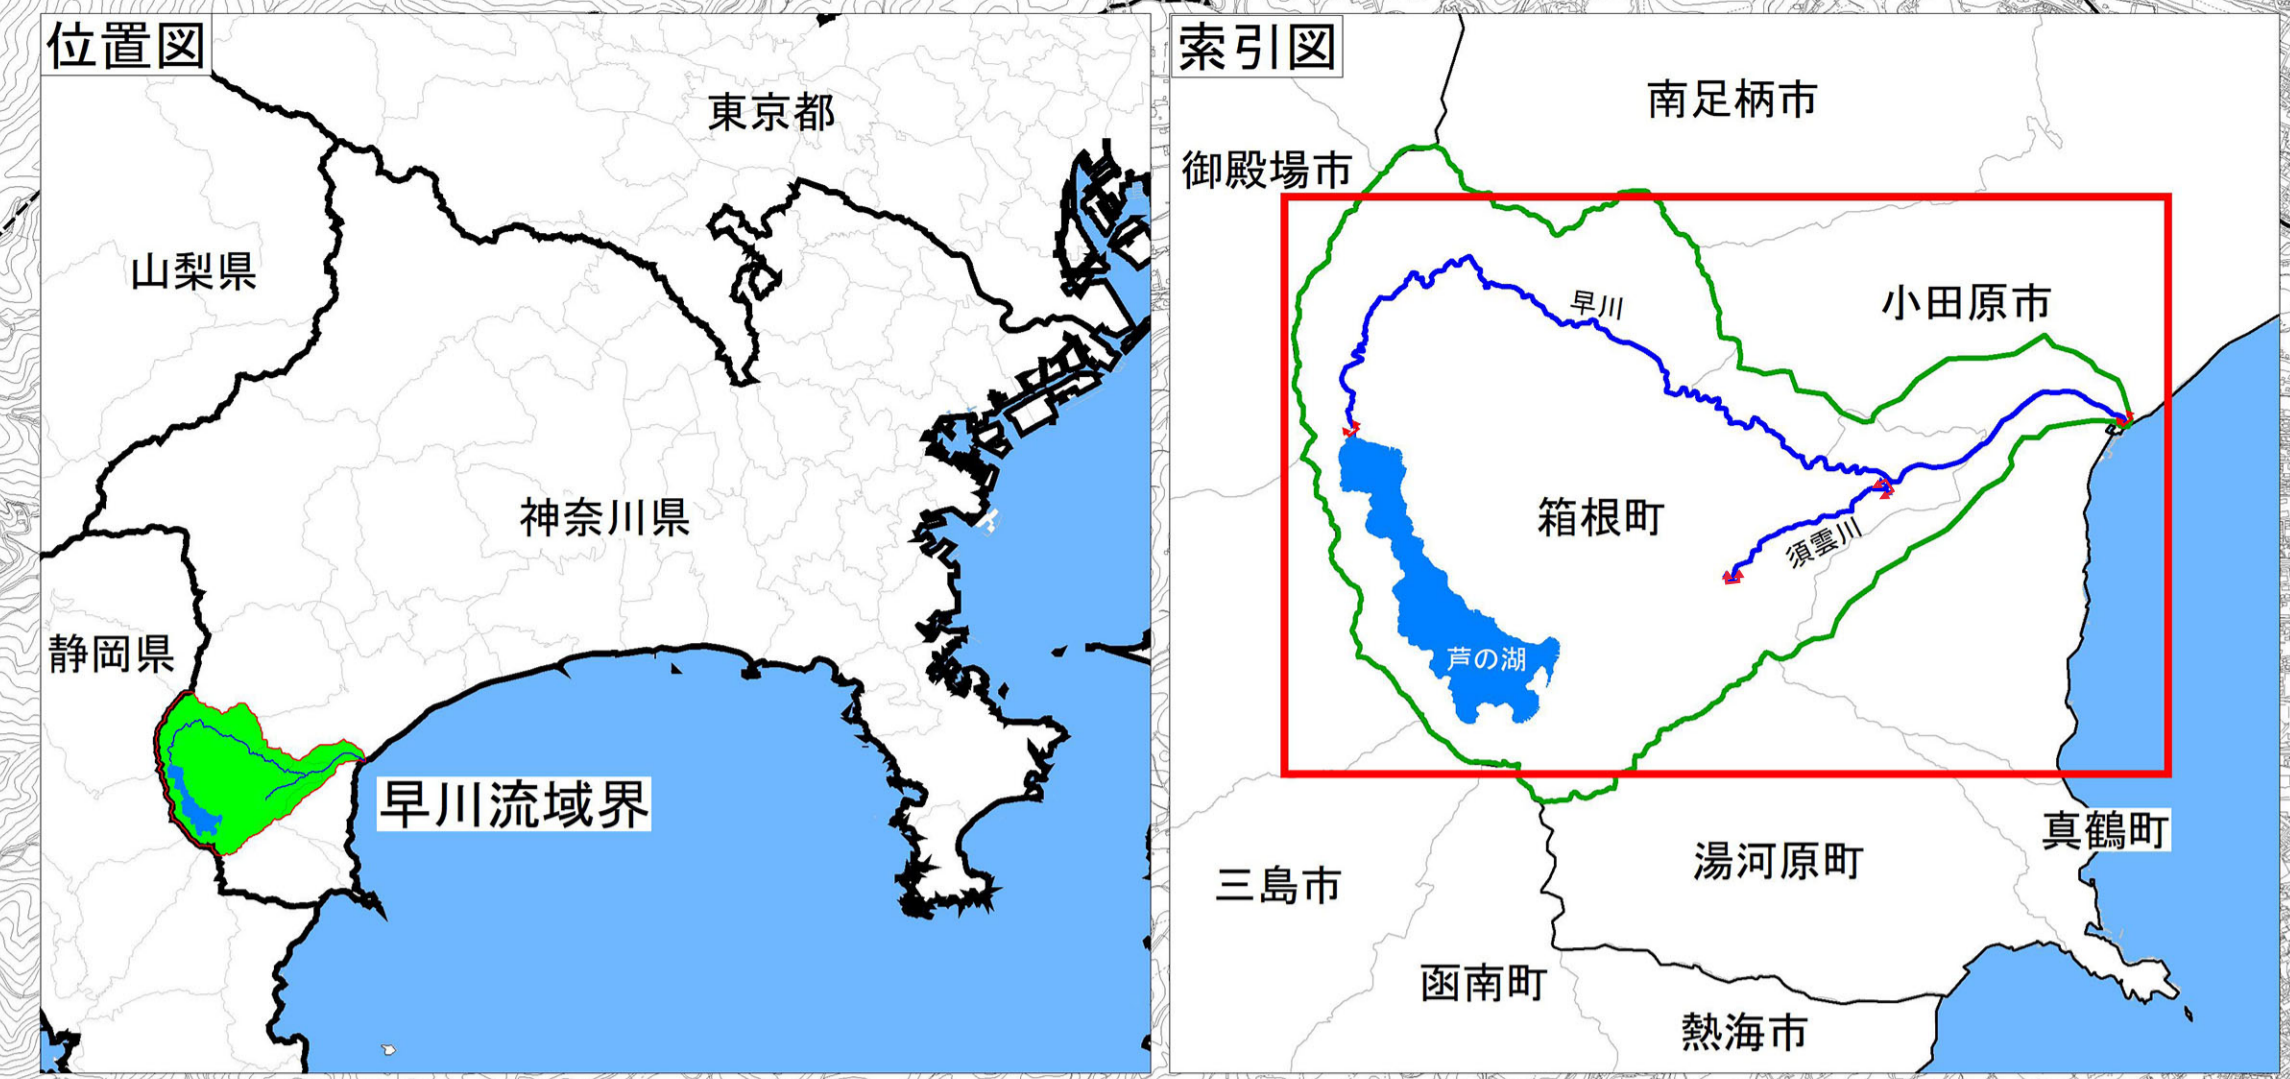 位置図
東京都
山梨県
神奈川県
静岡県
早川流域界
索引図
南足柄市
御殿場市
早川
小田原市
箱根町
須雲川
芦の湖
真鶴町
湯河原町
三島市
函南町
熱海市